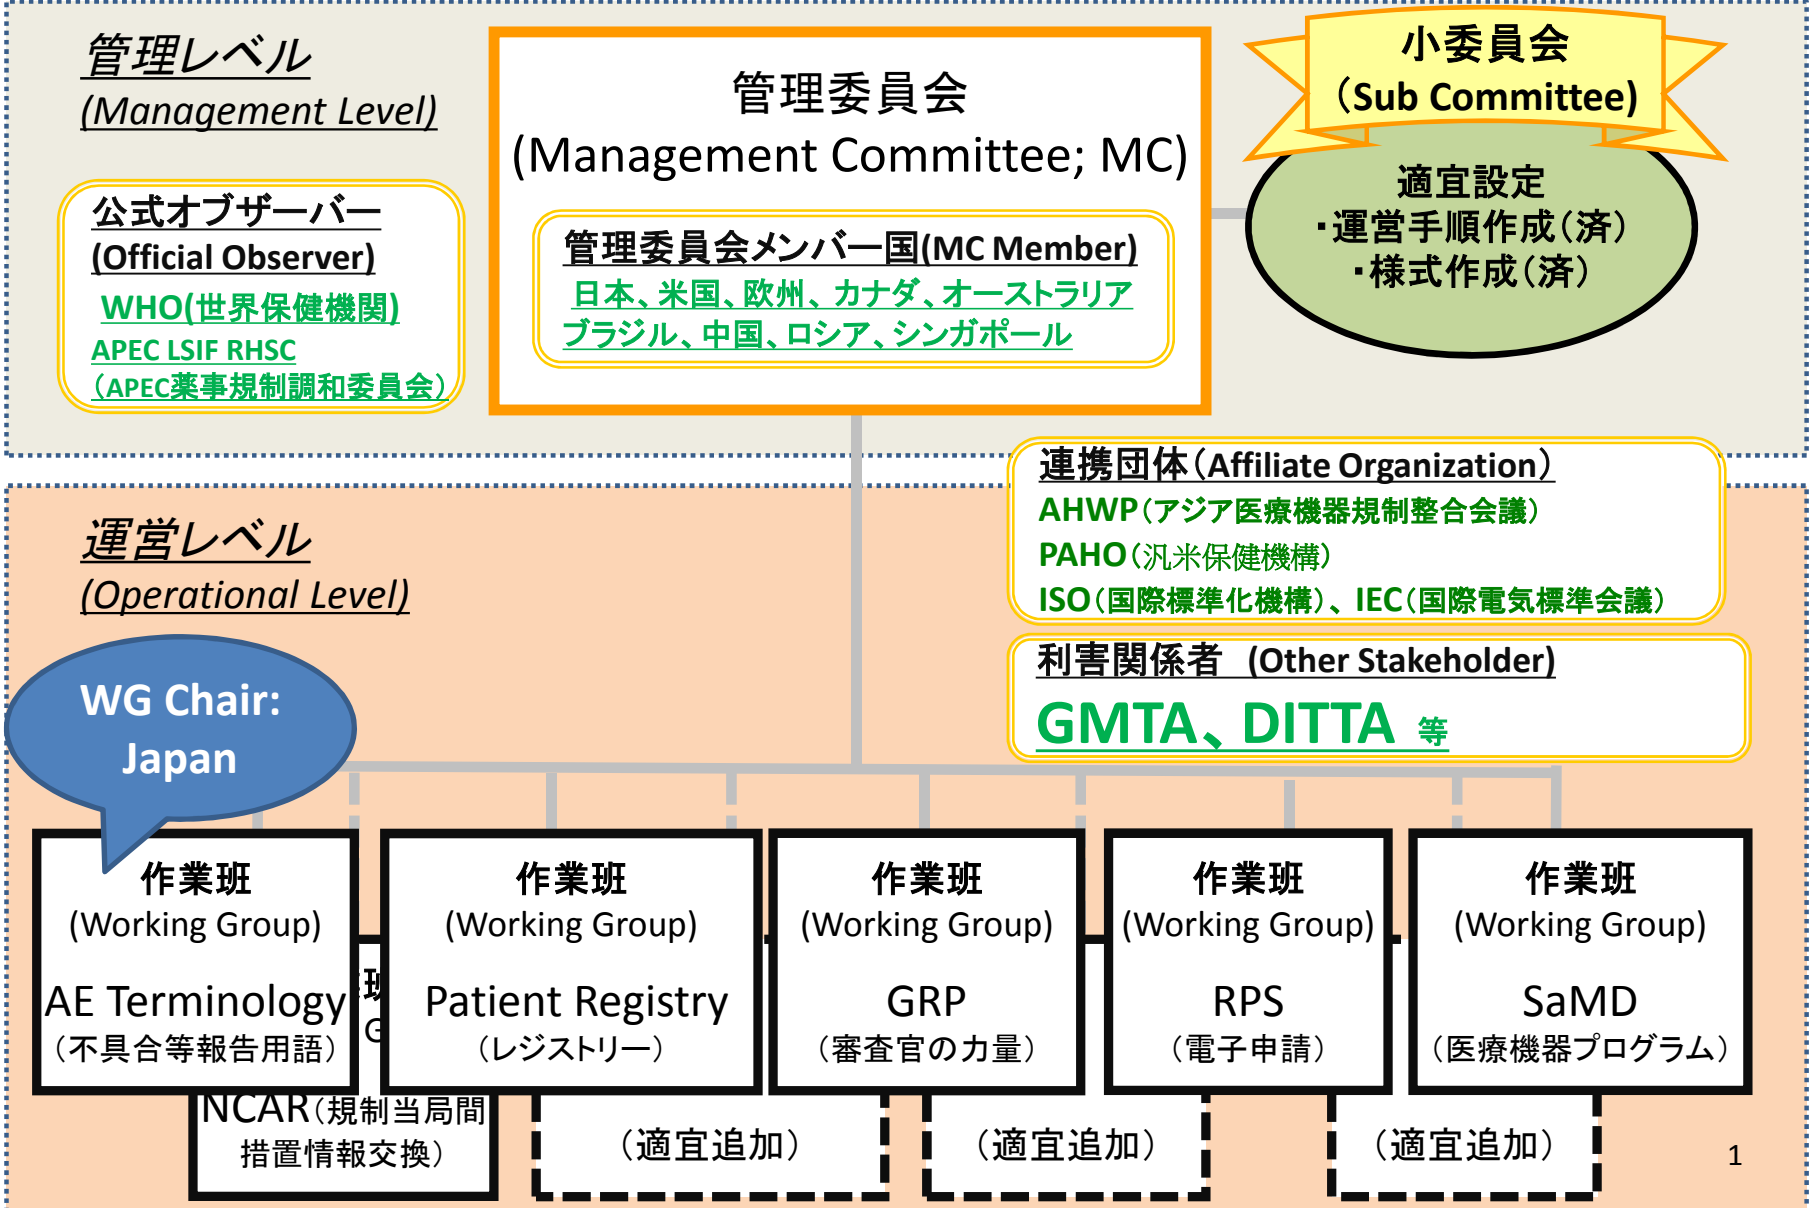 管理レベル
(Management Level)
管理委員会
(Management Committee; MC)
小委員会
（Sub Committee)
適宜設定
・運営手順作成（済）
・様式作成（済）
公式オブザーバー
(Official Observer)
WHO(世界保健機関)
APEC LSIF RHSC
（APEC薬事規制調和委員会）
管理委員会メンバー国(MC Member)
日本、米国、欧州、カナダ、オーストラリア
ブラジル、中国、ロシア、シンガポール
連携団体（Affiliate Organization）
AHWP（アジア医療機器規制整合会議）
PAHO（汎米保健機構）
ISO（国際標準化機構）、IEC（国際電気標準会議）
運営レベル
(Operational Level)
利害関係者 (Other Stakeholder)
GMTA、DITTA 等
WG Chair:
Japan
作業班
(Working Group)
AE Terminology
（不具合等報告用語）
作業班
(Working Group)
Patient Registry
（レジストリー）
作業班
(Working Group)
GRP
（審査官の力量）
作業班
(Working Group)
RPS
（電子申請）
作業班
(Working Group)
SaMD
（医療機器プログラム）
NCAR（規制当局間
措置情報交換）
（適宜追加）
（適宜追加）
（適宜追加）
1